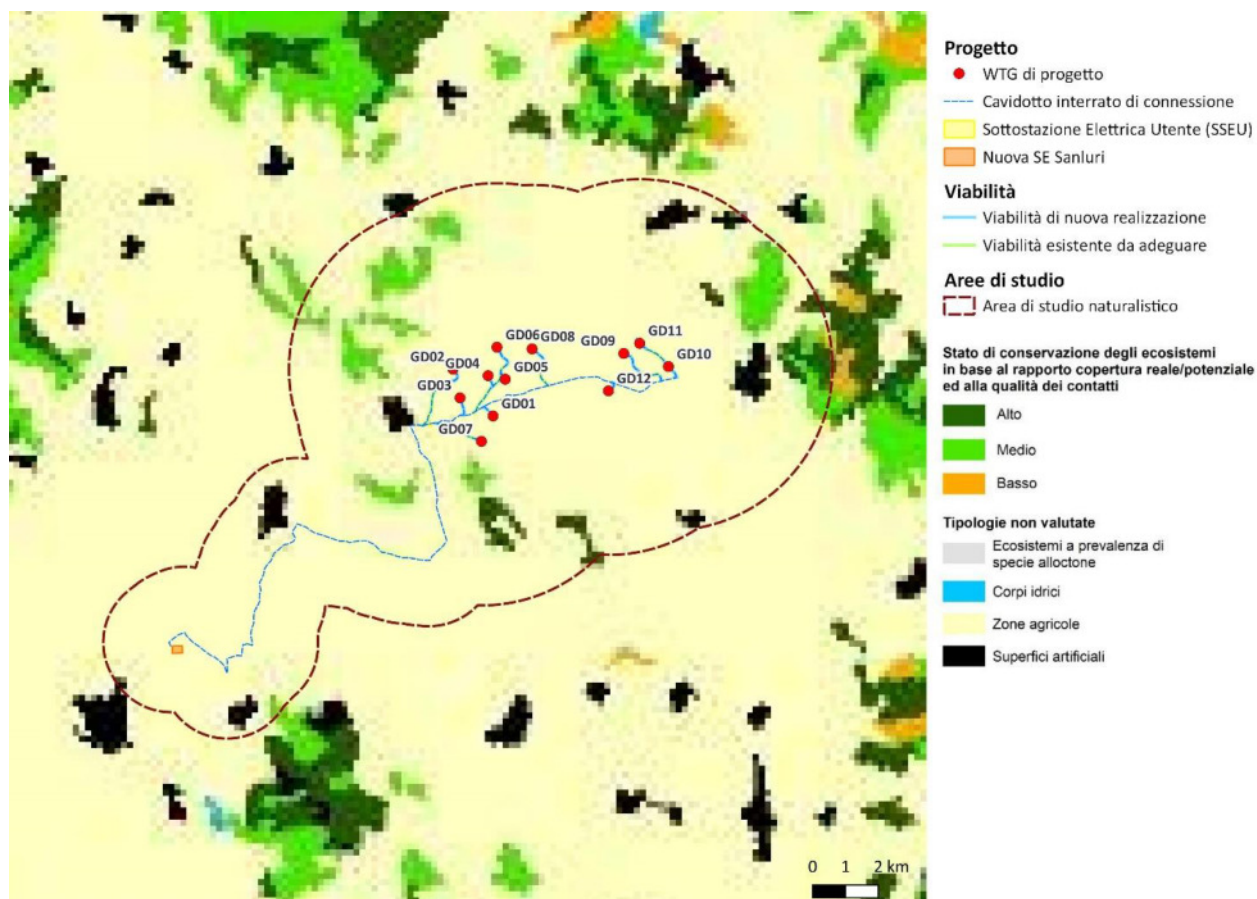 GD06
GD08
GD11
GD09
GD02
GD10
GD04
GD05
GD03
GD12
GD01
GD07
0 1 2 km
Progetto
WTG di progetto
Cavidotto interrato di connessione
Sottostazione Elettrica Utente (SSEU)
Nuova SE Sanluri
Viabilità
Viabilità di nuova realizzazione
Viabilità esistente da adeguare
Aree di studio
Area di studio naturalistico
Stato di conservazione degli ecosistemi
in base al rapporto copertura reale/potenziale
ed alla qualità dei contatti
Alto
Medio
Basso
Tipologie non valutate
Ecosistemi a prevalenza di
specie alloctone
Corpi idrici
Zone agricole
Superfici artificiali